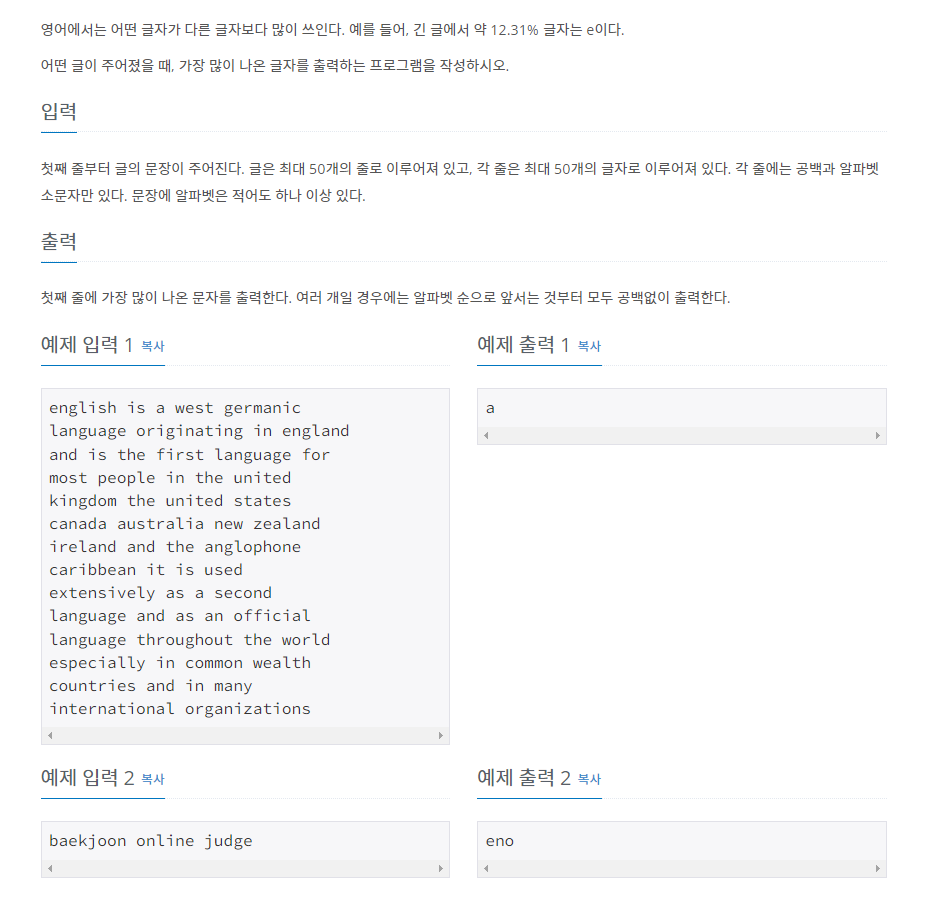 영어에서는 어떤 글자가 다른 글자보다 많이 쓰인다. 예를 들어, 긴 글에서 약 12.31% 글자는 e이다.
어떤 글이 주어졌을 때, 가장 많이 나온 글자를 출력하는 프로그램을 작성하시오.
입력
첫째 줄부터 글의 문장이 주어진다. 글은 최대 50개의 줄로 이루어져 있고, 각 줄은 최대 50개의 글자로 이루어져 있다. 각 줄에는 공백과 알파벳
소문자만 있다. 문장에 알파벳은 적어도 하나 이상 있다.
출력
첫째 줄에 가장 많이 나온 문자를 출력한다. 여러 개일 경우에는 알파벳 순으로 앞서는 것부터 모두 공백없이 출력한다.
예제 입력 1 복사
english is a west germanic
language originating in england
and is the first language for
most people in the united
kingdom the united states
canada australia new zealand
ireland and the anglophone
caribbean it is used
extensively as a second
language and as an official
language throughout the world
especially in common wealth
countries and in many
international organizations
예제 출력 1 복사
a
예제 입력 2 복사
baekjoon online judge
예제 출력 2 복사
eno